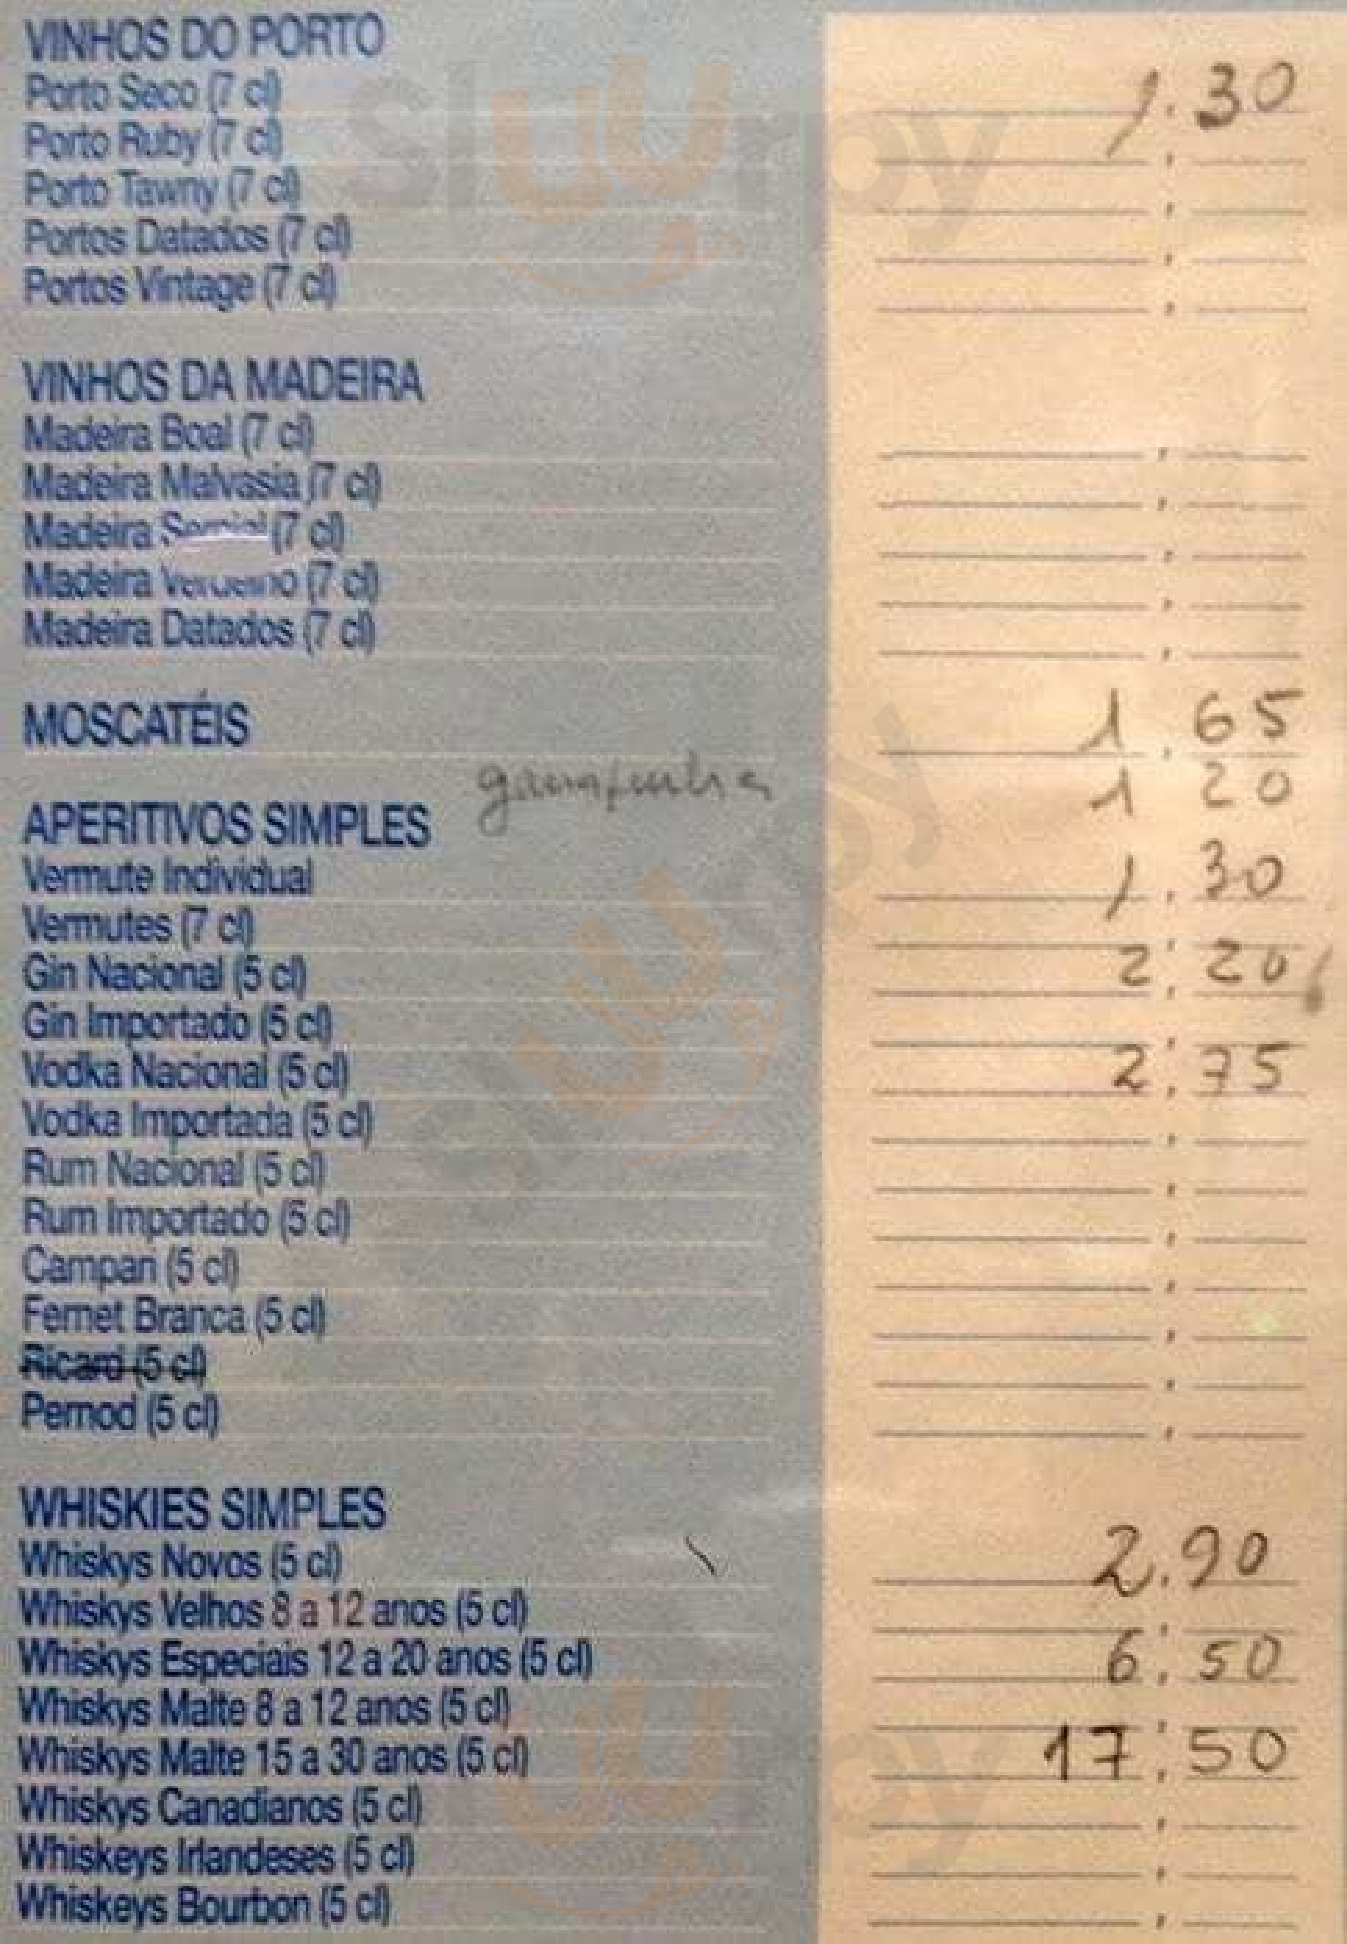 VINHOS DO PORTO
Porto Seco (7 cl) 1.30
Porto Ruby (7 cl)
Porto Tawny (7 cl)
Portos Datados (7 cl)
Portos Vintage (7 cl)
VINHOS DA MADEIRA
Madeira Boal (7 cl)
Madeira Malvasia (7 cl)
Madeira Sercial (7 cl)
Madeira Verdelho (7 cl)
Madeira Datados (7 cl)
MOSCATÉIS 1.65
1 20
APERITIVOS SIMPLES
Vermute Individual 1.30
Vermutes (7 cl)
Gin Nacional (5 cl) 2.20
Gin Importado (5 cl)
Vodka Nacional (5 cl) 2.75
Vodka Importada (5 cl)
Rum Nacional (5 cl)
Rum Importado (5 cl)
Campari (5 cl)
Fernet Branca (5 cl)
Ricard (5 cl)
Pernod (5 cl)
WHISKIES SIMPLES
Whiskys Novos (5 cl) 2.90
Whiskys Velhos 8 a 12 anos (5 cl)
Whiskys Especiais 12 a 20 anos (5 cl) 6.50
Whiskys Malte 8 a 12 anos (5 cl)
Whiskys Malte 15 a 30 anos (5 cl) 17.50
Whiskys Canadianos (5 cl)
Whiskeys Irlandeses (5 cl)
Whiskeys Bourbon (5 cl)